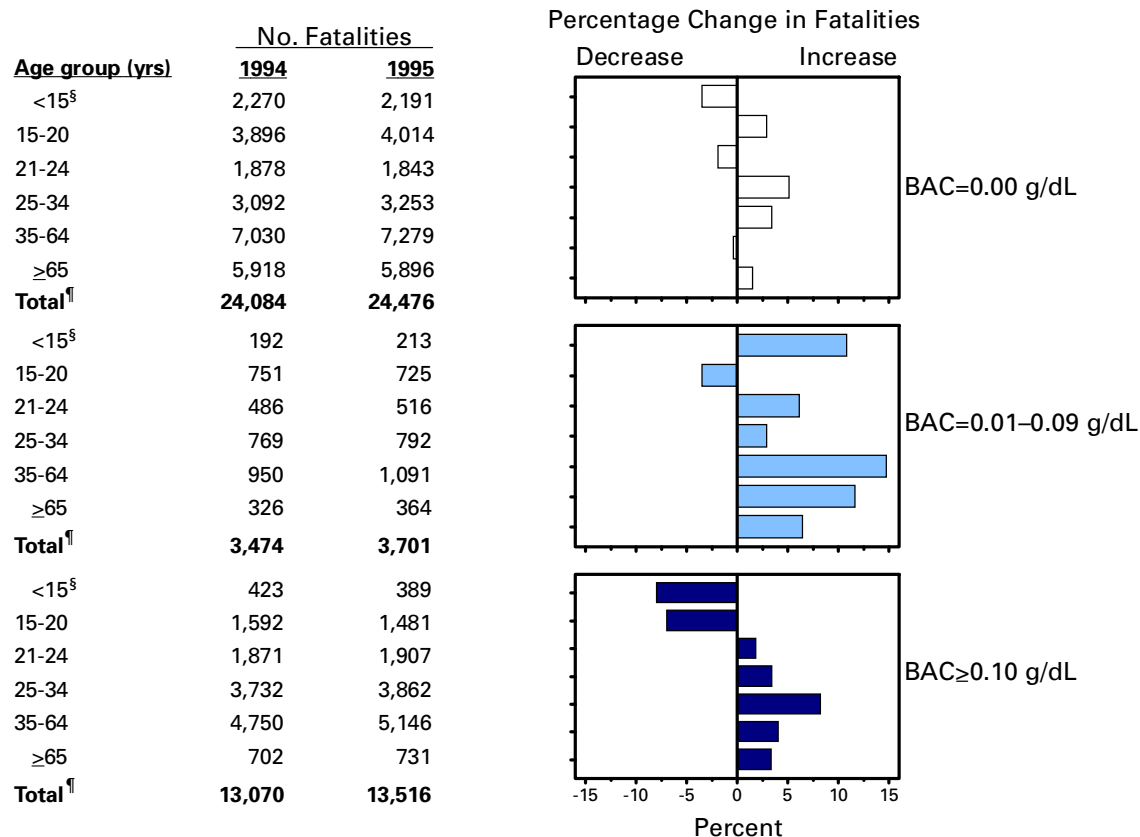 No. Fatalities
Age group (yrs) 1994 1995
<15§ 2,270 2,191
15-20 3,896 4,014
21-24 1,878 1,843
25-34 3,092 3,253
35-64 7,030 7,279
≥65 5,918 5,896
Total¶ 24,084 24,476
<15§ 192 213
15-20 751 725
21-24 486 516
25-34 769 792
35-64 950 1,091
≥65 326 364
Total¶ 3,474 3,701
<15§ 423 389
15-20 1,592 1,481
21-24 1,871 1,907
25-34 3,732 3,862
35-64 4,750 5,146
≥65 702 731
Total¶ 13,070 13,516
Percentage Change in Fatalities
Decrease Increase
BAC=0.00 g/dL
BAC=0.01–0.09 g/dL
BAC≥0.10 g/dL
-15 -10 -5 0 5 10 15
Percent